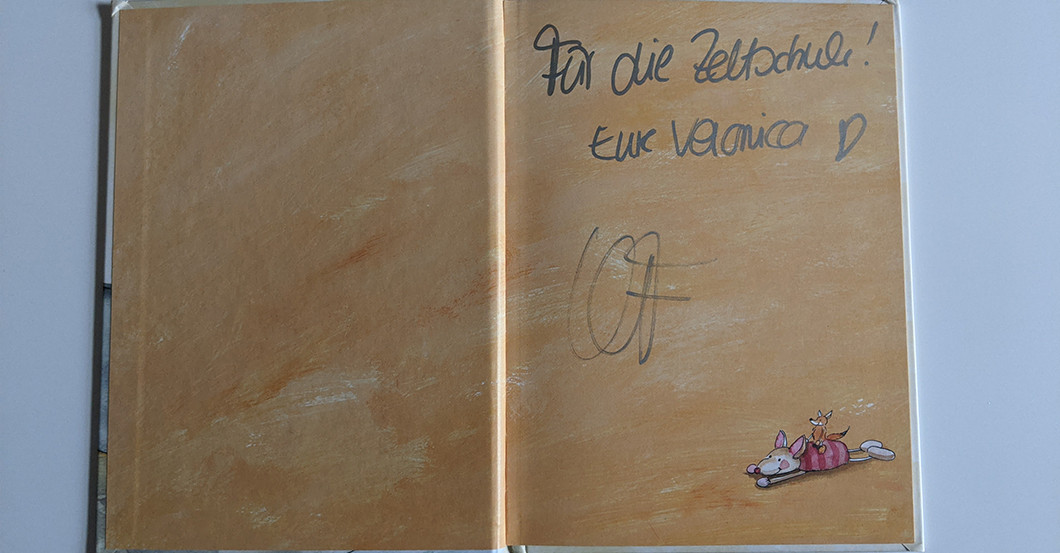 Für die Zeltschule!
Eure Veronica